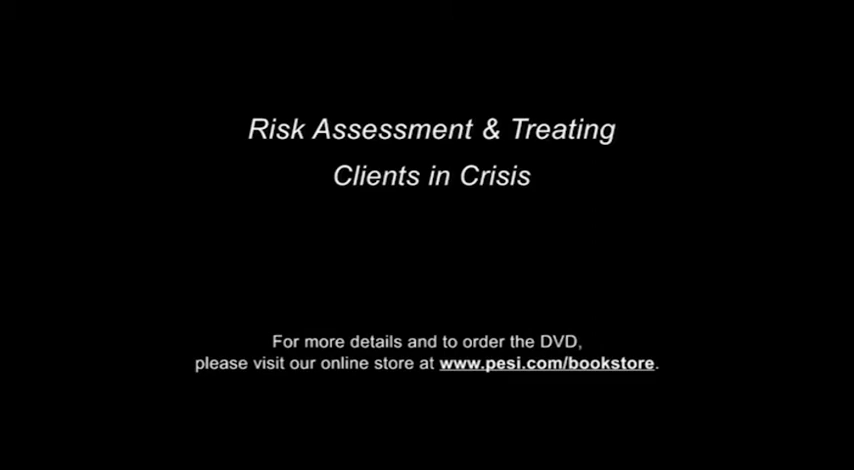 Risk Assessment & Treating
Clients in Crisis
For more details and to order the DVD,
please visit our online store at www.pesi.com/bookstore.